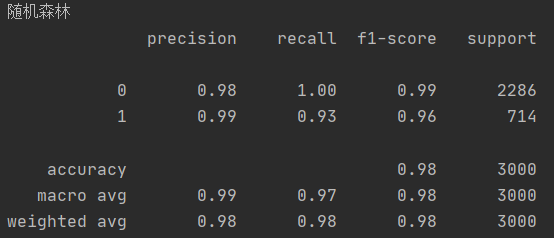 随机森林
precision recall f1-score support
0 0.98 1.00 0.99 2286
1 0.99 0.93 0.96 714
accuracy 0.98 3000
macro avg 0.99 0.97 0.98 3000
weighted avg 0.98 0.98 0.98 3000